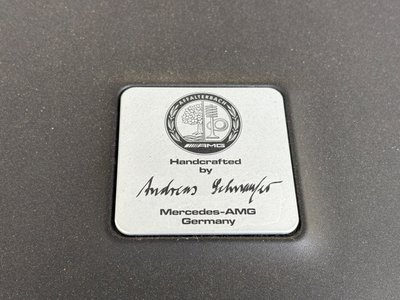 AFFALTERBACH
AMG
Handcrafted
by
Andreas
Mercedes-AMG
Germany